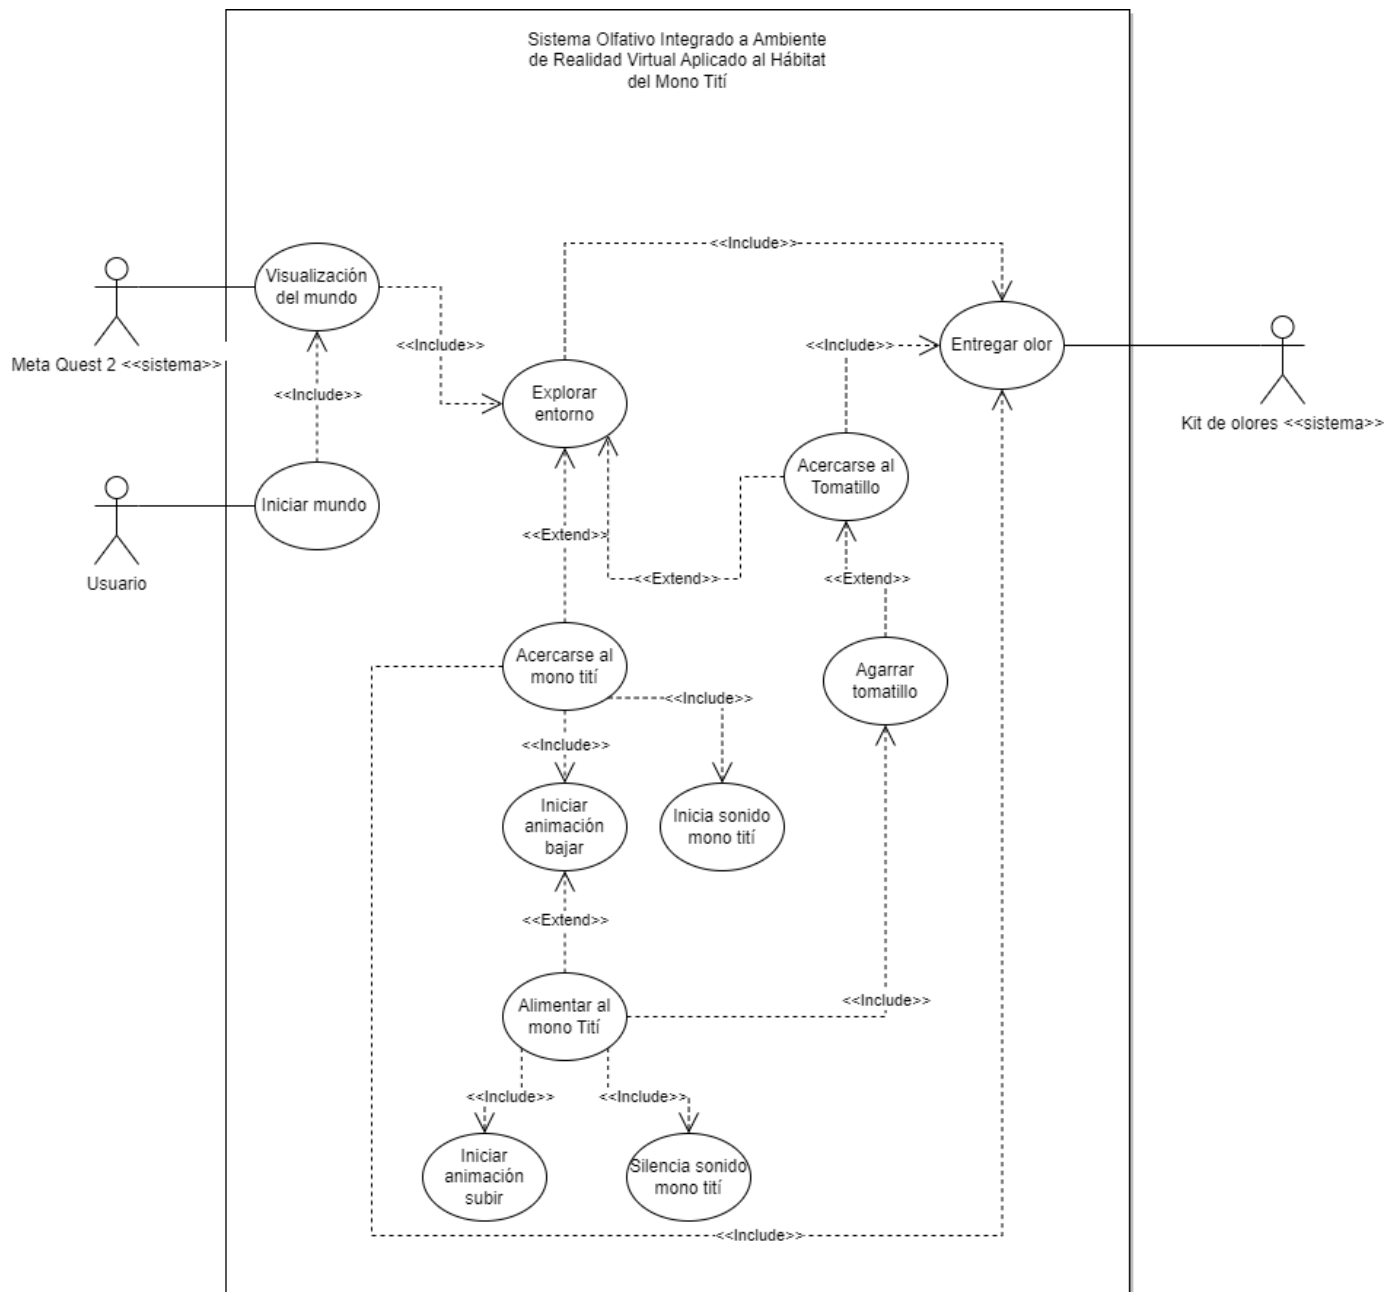 Sistema Olfativo Integrado a Ambiente
de Realidad Virtual Aplicado al Hábitat
del Mono Tití
<<Include>>
Visualización
del mundo
Meta Quest 2 <<sistema>>
<<Include>>
<<Include>>
Entregar olor
<<Include>>
Kit de olores <<sistema>>
Explorar
entorno
<<Include>>
Acercarse al
Tomatillo
Iniciar mundo
Usuario
<<Extend>>
<<Extend>>
<<Extend>>
Acercarse al
mono tití
Agarrar
tomatillo
<<Include>>
<<Include>>
Iniciar
animación
bajar
Inicia sonido
mono tití
<<Extend>>
Alimentar al
mono Tití
<<Include>>
<<Include>>
<<Include>>
Iniciar
animación
subir
Silencia sonido
mono tití
<<Include>>